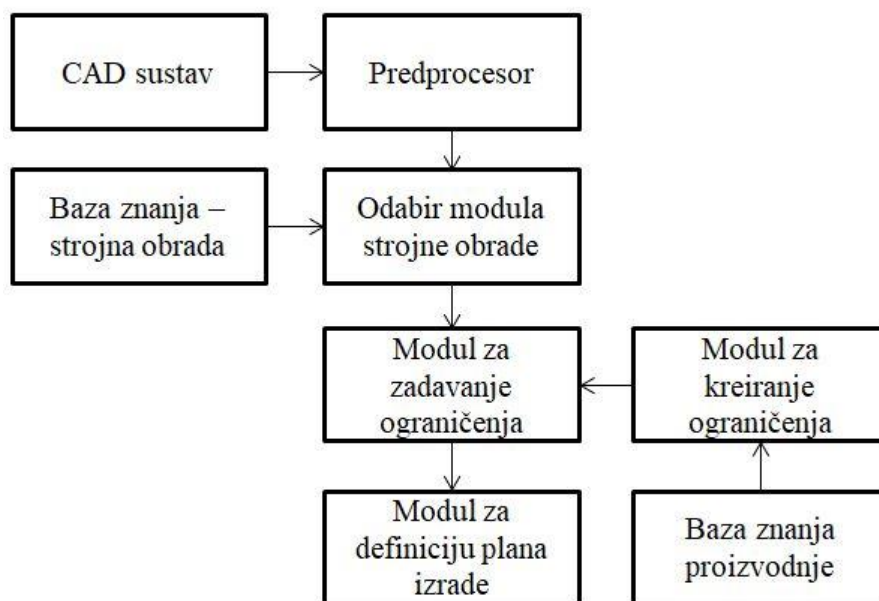 CAD sustav
Predprocesor
Baza znanja –
strojna obrada
Odabir modula
strojne obrade
Modul za
zadavanje
ograničenja
Modul za
kreiranje
ograničenja
Modul za
definiciju plana
izrade
Baza znanja
proizvodnje